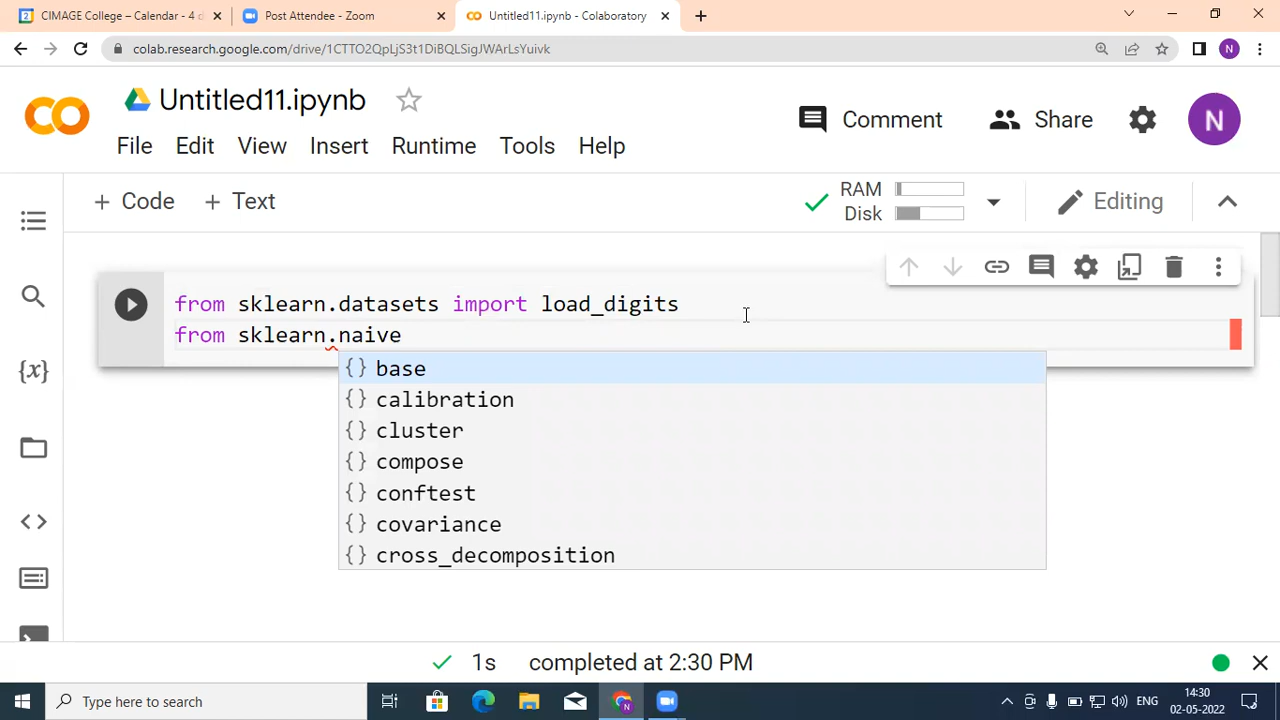 CIMAGE College – Calendar - 4 d
Post Attendee - Zoom
Untitled11.ipynb - Colaboratory
colab.research.google.com/drive/1CTTO2QpLjS3t1DiBQLSigJWArLsYuivk
N
Untitled11.ipynb
Comment
Share
N
File Edit View Insert Runtime Tools Help
+ Code + Text
RAM
Disk
Editing
from sklearn.datasets import load_digits
from sklearn.naive
{} base
{} calibration
{} cluster
{} compose
{} conftest
{} covariance
{} cross_decomposition
{x}
1s completed at 2:30 PM
Type here to search
ENG
14:30
02-05-2022